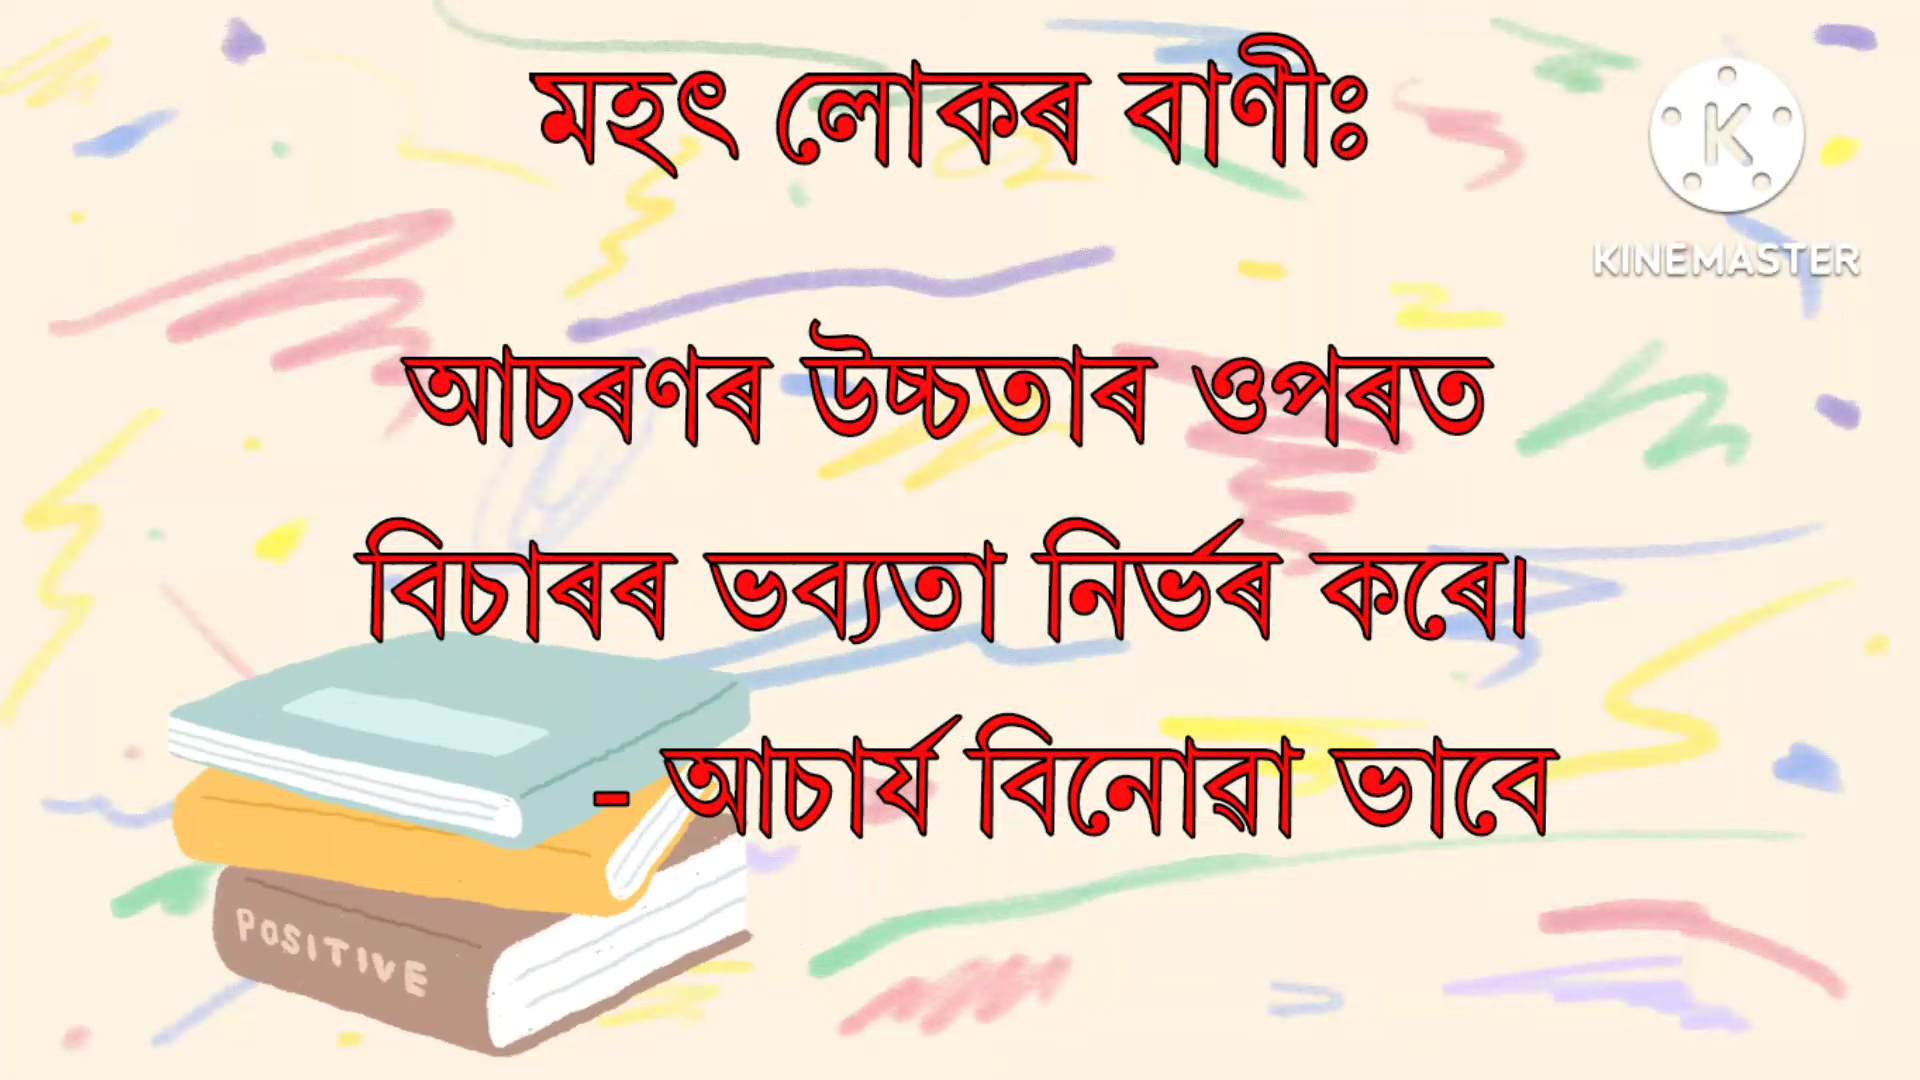 মহৎ লোকৰ বাণীঃ
K
KINEMASTER
আচৰণৰ উচ্চতাৰ ওপৰত
বিচাৰৰ ভব্যতা নিৰ্ভৰ কৰে।
- আচাৰ্য বিনোৱা ভাবে
POSITIVE